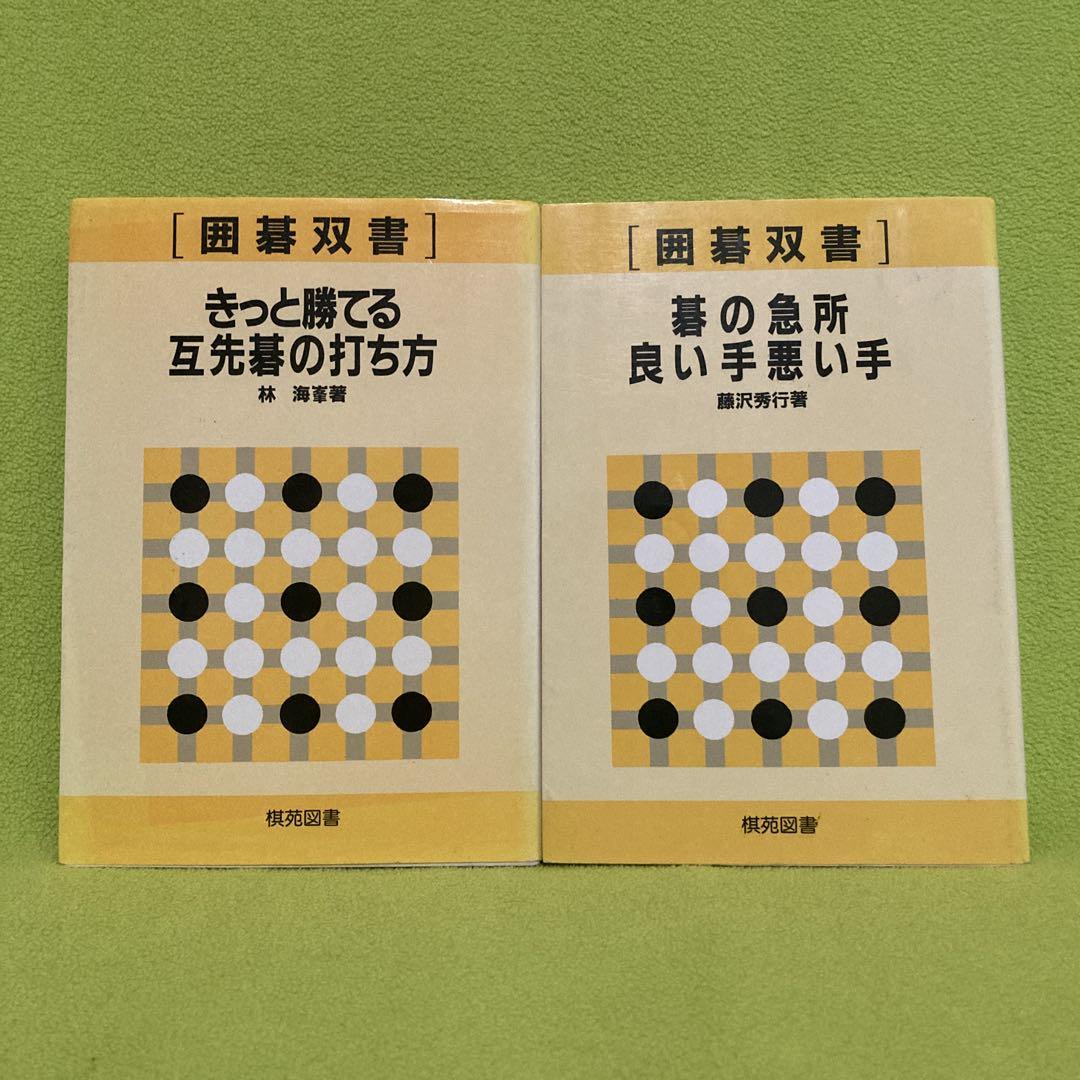 [囲碁双書]
きっと勝てる
互先碁の打ち方
林 海峯著
棋苑図書
[囲碁双書]
碁の急所
良い手悪い手
藤沢秀行著
棋苑図書